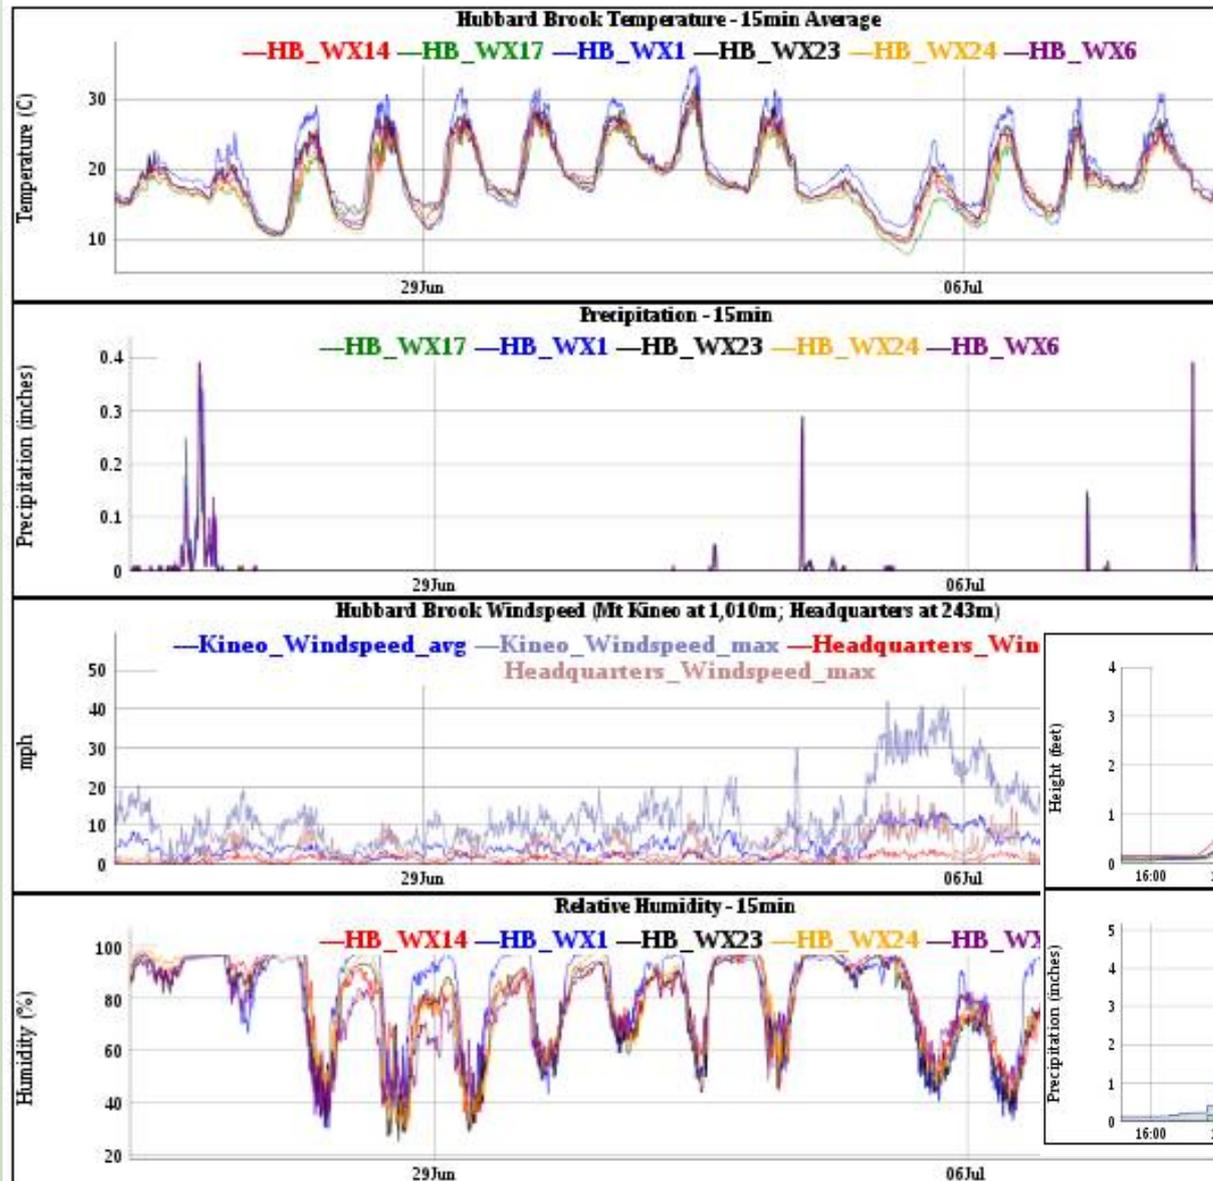 Hubbard Brook Temperature - 15min Average
—HB_WX14 —HB_WX17 —HB_WX1 —HB_WX23 —HB_WX24 —HB_WX6
Temperature (C)
30
20
10
29Jun 06Jul
Precipitation - 15min
—HB_WX17 —HB_WX1 —HB_WX23 —HB_WX24 —HB_WX6
Precipitation (inches)
0.4
0.3
0.2
0.1
0
29Jun 06Jul
Hubbard Brook Windspeed (Mt Kineo at 1,010m; Headquarters at 243m)
—Kineo_Windspeed_avg —Kineo_Windspeed_max —Headquarters_Win
Headquarters_Windspeed_max
mph
50
40
30
20
10
0
29Jun 06Jul
Height (feet)
4
3
2
1
0
16:00
Relative Humidity - 15min
—HB_WX14 —HB_WX1 —HB_WX23 —HB_WX24 —HB_WX
Humidity (%)
100
80
60
40
20
29Jun 06Jul
Precipitation (inches)
5
4
3
2
1
0
16:00